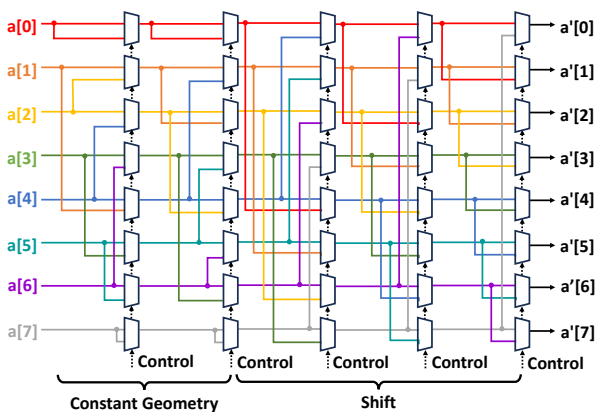 a[0] a'[0]
a[1] a'[1]
a[2] a'[2]
a[3] a'[3]
a[4] a'[4]
a[5] a'[5]
a[6] a'[6]
a[7] a'[7]
Control Control Control Control Control
Constant Geometry Shift